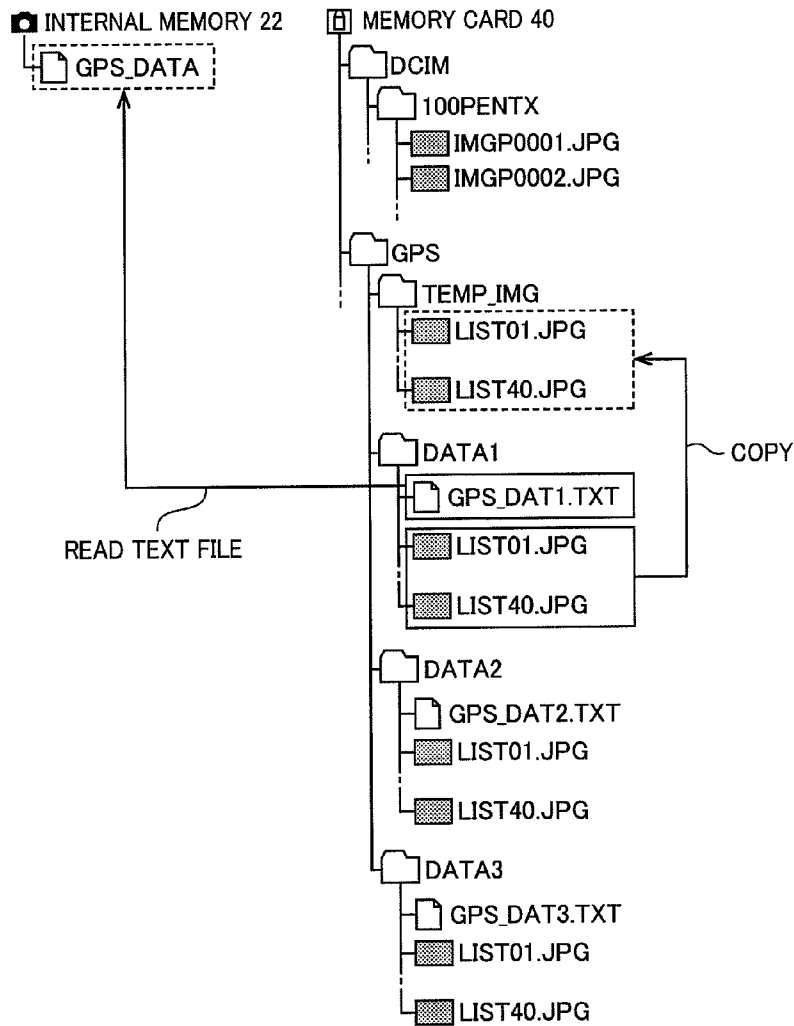 INTERNAL MEMORY 22
GPS_DATA
MEMORY CARD 40
DCIM
100PENTX
IMGP0001.JPG
IMGP0002.JPG
GPS
TEMP_IMG
LIST01.JPG
LIST40.JPG
COPY
DATA1
GPS_DAT1.TXT
READ TEXT FILE
LIST01.JPG
LIST40.JPG
DATA2
GPS_DAT2.TXT
LIST01.JPG
LIST40.JPG
DATA3
GPS_DAT3.TXT
LIST01.JPG
LIST40.JPG